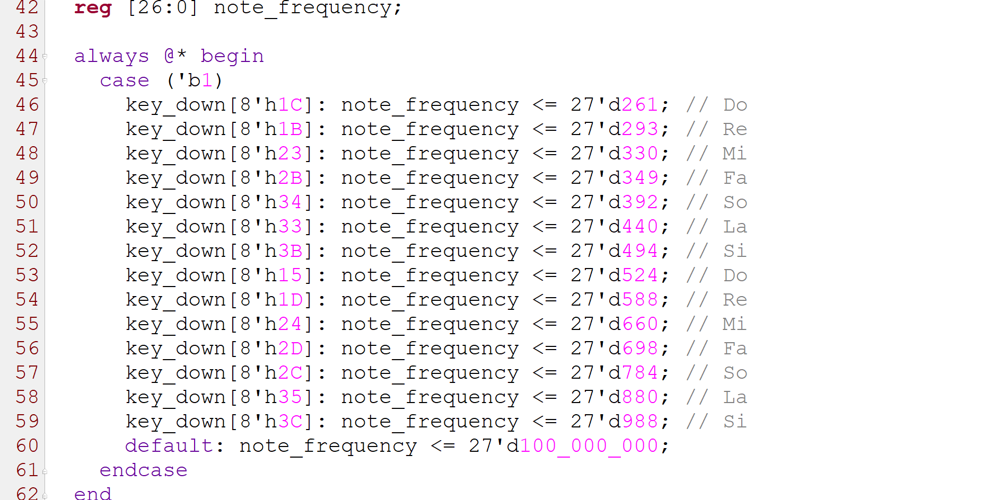 42 reg [26:0] note_frequency;
43
44 always @* begin
45 case ('b1)
46 key_down[8'h1C]: note_frequency <= 27'd261; // Do
47 key_down[8'h1B]: note_frequency <= 27'd293; // Re
48 key_down[8'h23]: note_frequency <= 27'd330; // Mi
49 key_down[8'h2B]: note_frequency <= 27'd349; // Fa
50 key_down[8'h34]: note_frequency <= 27'd392; // So
51 key_down[8'h33]: note_frequency <= 27'd440; // La
52 key_down[8'h3B]: note_frequency <= 27'd494; // Si
53 key_down[8'h15]: note_frequency <= 27'd524; // Do
54 key_down[8'h1D]: note_frequency <= 27'd588; // Re
55 key_down[8'h24]: note_frequency <= 27'd660; // Mi
56 key_down[8'h2D]: note_frequency <= 27'd698; // Fa
57 key_down[8'h2C]: note_frequency <= 27'd784; // So
58 key_down[8'h35]: note_frequency <= 27'd880; // La
59 key_down[8'h3C]: note_frequency <= 27'd988; // Si
60 default: note_frequency <= 27'd100_000_000;
61 endcase
62 end